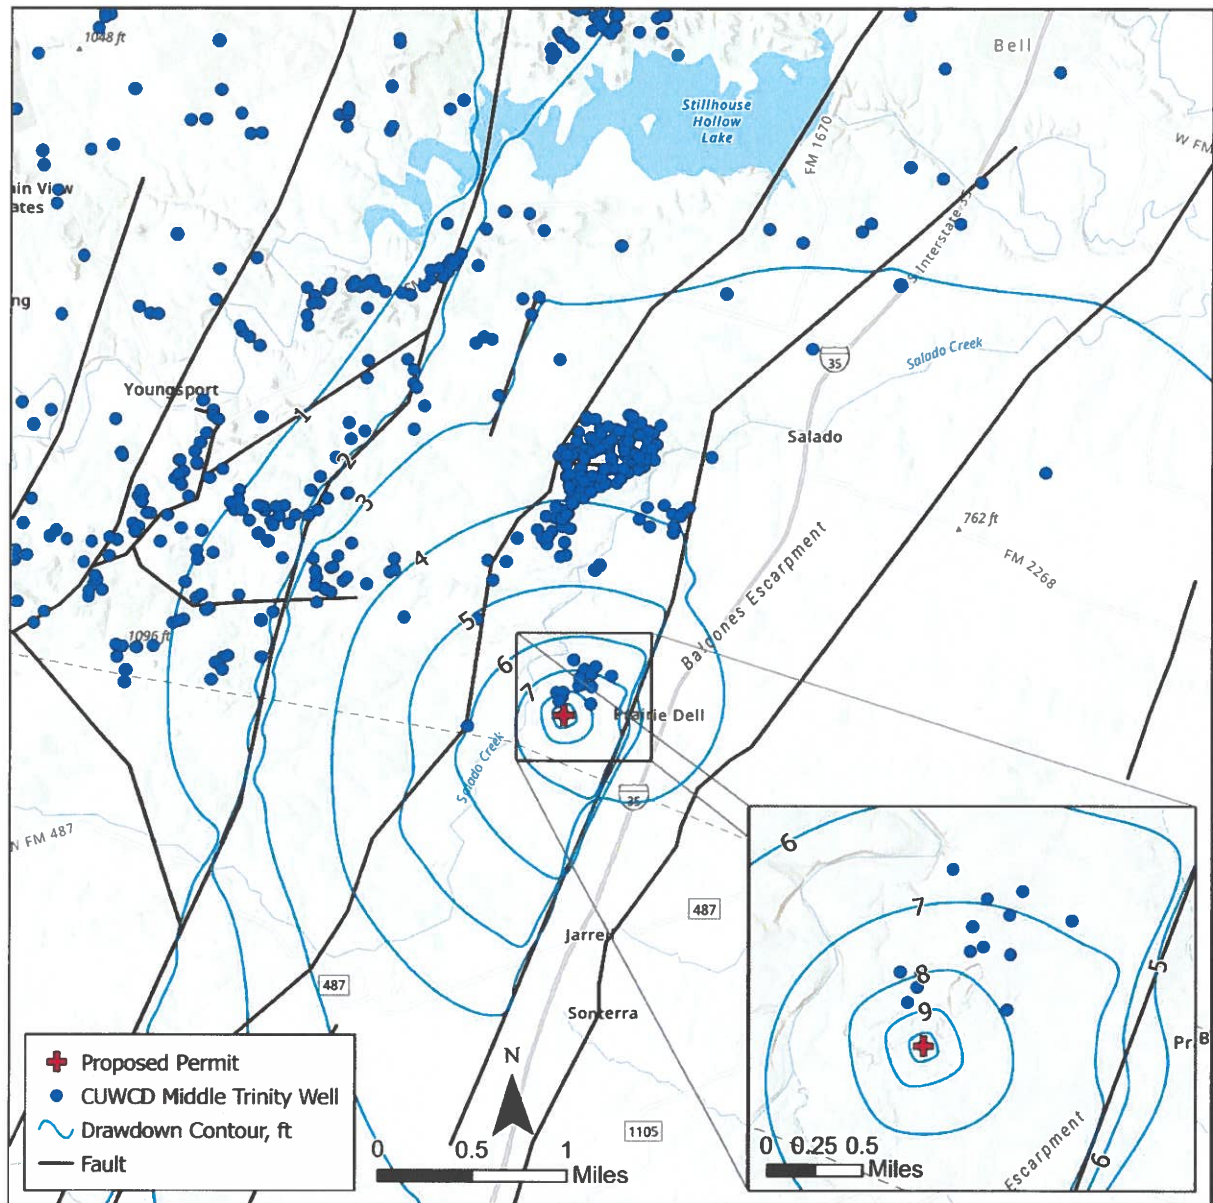 1048 ft
Bell
Stillhouse
Hollow
Lake
FM 1670
W FM
ain View
ates
S Interstate 35
ng
FM
35
Salado Creek
Youngsport
1
2
3
Salado
762 ft
FM 2268
4
5
Balcones Escarpment
1096 ft
6
7
Prairie Dell
Salado Creek
35
N FM 487
487
Jarrell
487
Sonterra
1105
N
0 0.5 1
Miles
Proposed Permit
CUWCD Middle Trinity Well
Drawdown Contour, ft
Fault
6
7
8
9
5
Pr
B
6
Escarpment
0 0.25 0.5
Miles